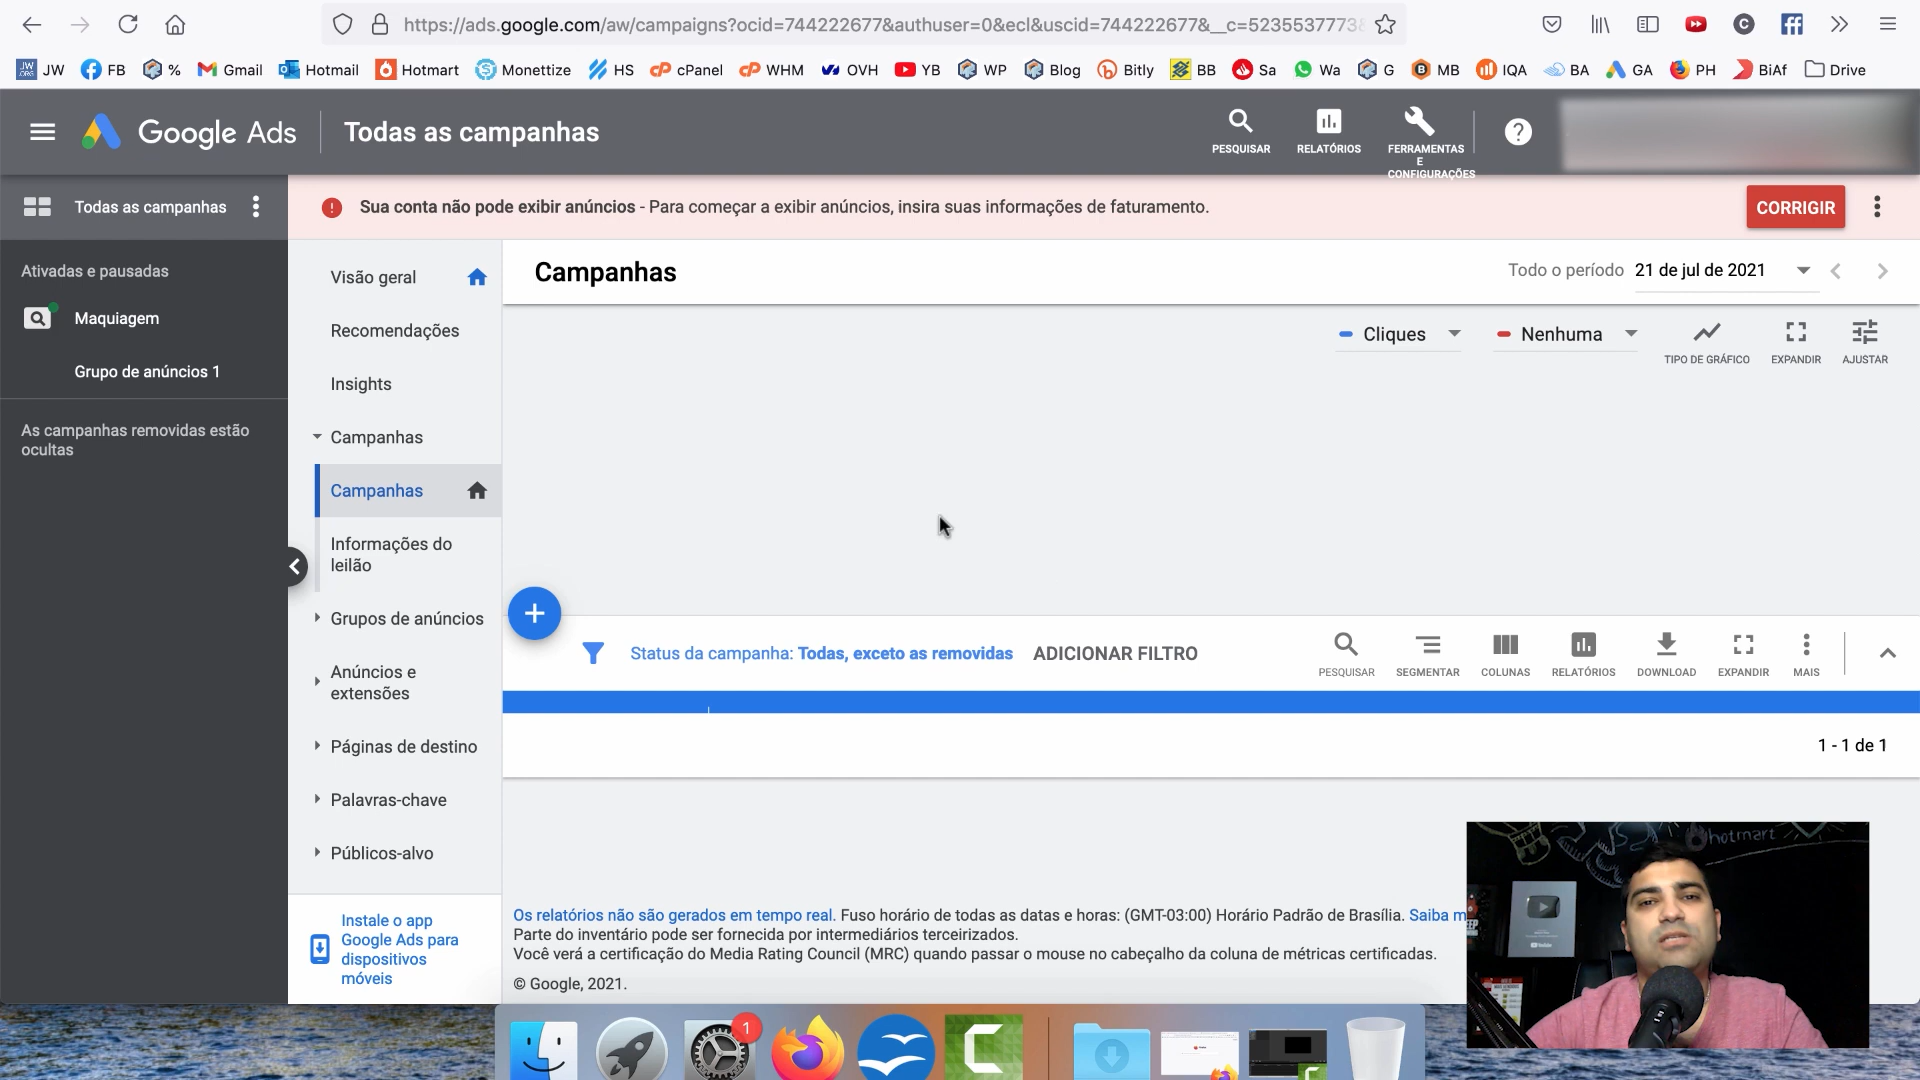 https://ads.google.com/aw/campaigns?ocid=744222677&authuser=0&ecl&uscid=744222677&__c=523553777
JW FB % Gmail Hotmail Hotmart Monettize HS cPanel WHM OVH YB WP Blog Bitly BB Sa Wa G MB IQA BA GA PH BiAf Drive
Google Ads
Todas as campanhas
PESQUISAR
RELATÓRIOS
FERRAMENTAS
E
CONFIGURAÇÕES
Todas as campanhas
Sua conta não pode exibir anúncios - Para começar a exibir anúncios, insira suas informações de faturamento.
CORRIGIR
Ativadas e pausadas
Maquiagem
Grupo de anúncios 1
As campanhas removidas estão
ocultas
Visão geral
Recomendações
Insights
Campanhas
Campanhas
Informações do
leilão
Grupos de anúncios
Anúncios e
extensões
Páginas de destino
Palavras-chave
Públicos-alvo
Instale o app
Google Ads para
dispositivos
móveis
Campanhas
Todo o período 21 de jul de 2021
Cliques
Nenhuma
TIPO DE GRÁFICO
EXPANDIR
AJUSTAR
Status da campanha: Todas, exceto as removidas
ADICIONAR FILTRO
PESQUISAR
SEGMENTAR
COLUNAS
RELATÓRIOS
DOWNLOAD
EXPANDIR
MAIS
1 - 1 de 1
Os relatórios não são gerados em tempo real. Fuso horário de todas as datas e horas: (GMT-03:00) Horário Padrão de Brasília. Saiba m
Parte do inventário pode ser fornecida por intermediários terceirizados.
Você verá a certificação do Media Rating Council (MRC) quando passar o mouse no cabeçalho da coluna de métricas certificadas.
© Google, 2021.
hotmart
YouTube
1